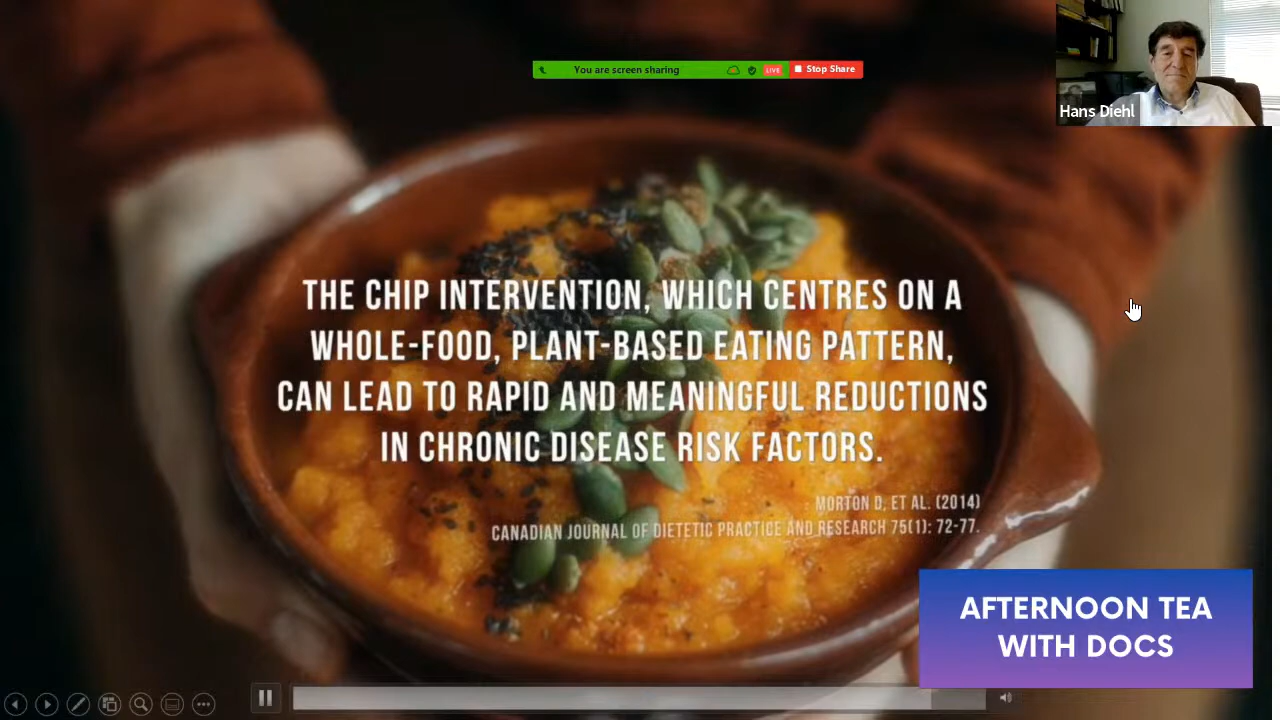 You are screen sharing
LIVE
Stop Share
Hans Diehl
THE CHIP INTERVENTION, WHICH CENTRES ON A
WHOLE-FOOD, PLANT-BASED EATING PATTERN,
CAN LEAD TO RAPID AND MEANINGFUL REDUCTIONS
IN CHRONIC DISEASE RISK FACTORS.
MORTON D, ET AL. (2014)
CANADIAN JOURNAL OF DIETETIC PRACTICE AND RESEARCH 75(1): 72-77.
AFTERNOON TEA
WITH DOCS